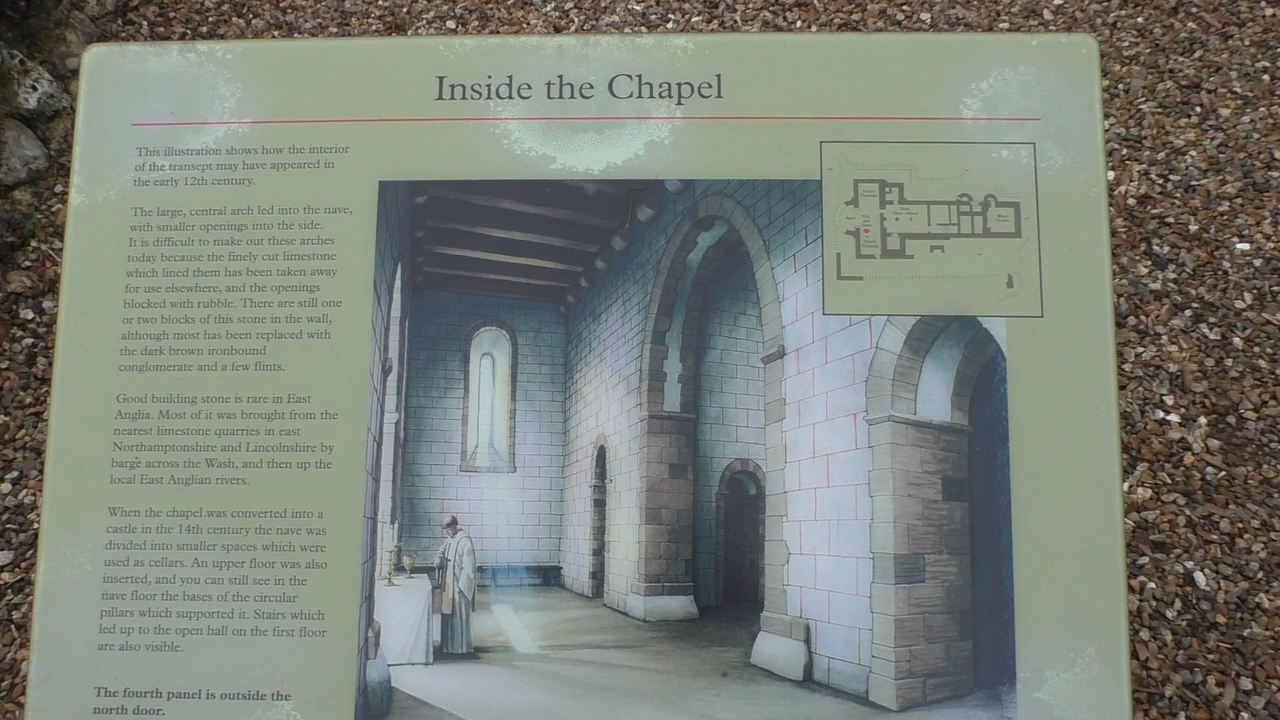 Inside the Chapel
This illustration shows how the interior
of the transept may have appeared in
the early 12th century.
The large, central arch led into the nave,
with smaller openings into the side.
It is difficult to make out these arches
today because the finely cut limestone
which lined them has been taken away
for use elsewhere, and the openings
blocked with rubble. There are still one
or two blocks of this stone in the wall,
although most has been replaced with
the dark brown ironbound
conglomerate and a few flints.
Good building stone is rare in East
Anglia. Most of it was brought from the
nearest limestone quarries in east
Northamptonshire and Lincolnshire by
barge across the Wash, and then up the
local East Anglian rivers.
When the chapel was converted into a
castle in the 14th century the nave was
divided into smaller spaces which were
used as cellars. An upper floor was also
inserted, and you can still see in the
nave floor the bases of the circular
pillars which supported it. Stairs which
led up to the open hall on the first floor
are also visible.
The fourth panel is outside the
north door.